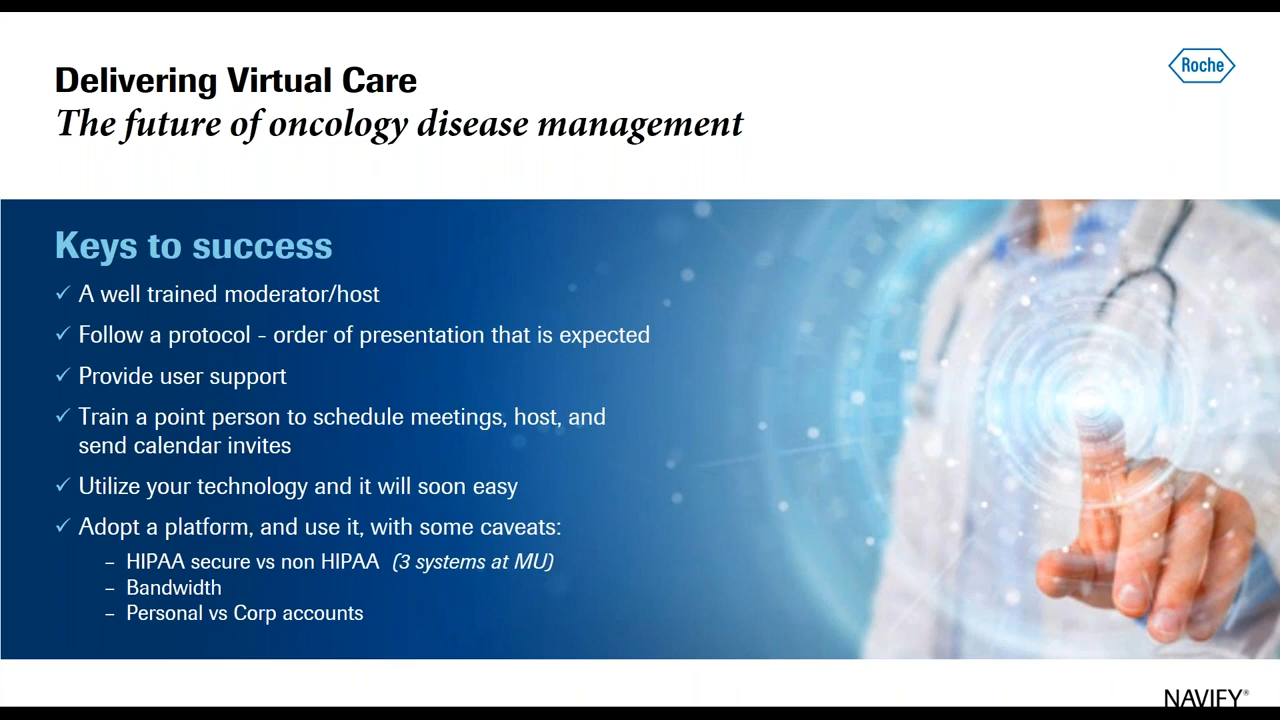 Delivering Virtual Care
The future of oncology disease management
Roche
Keys to success
✓ A well trained moderator/host
✓ Follow a protocol - order of presentation that is expected
✓ Provide user support
✓ Train a point person to schedule meetings, host, and
send calendar invites
✓ Utilize your technology and it will soon easy
✓ Adopt a platform, and use it, with some caveats:
– HIPAA secure vs non HIPAA (3 systems at MU)
– Bandwidth
– Personal vs Corp accounts
NAVIFY®